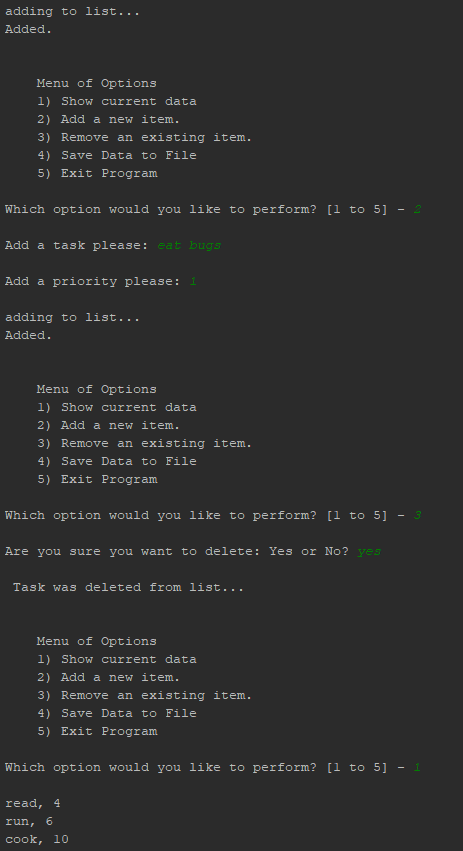 adding to list...
Added.
Menu of Options
1) Show current data
2) Add a new item.
3) Remove an existing item.
4) Save Data to File
5) Exit Program
Which option would you like to perform? [1 to 5] - 2
Add a task please: eat bugs
Add a priority please: 1
adding to list...
Added.
Menu of Options
1) Show current data
2) Add a new item.
3) Remove an existing item.
4) Save Data to File
5) Exit Program
Which option would you like to perform? [1 to 5] - 3
Are you sure you want to delete: Yes or No? yes
Task was deleted from list...
Menu of Options
1) Show current data
2) Add a new item.
3) Remove an existing item.
4) Save Data to File
5) Exit Program
Which option would you like to perform? [1 to 5] - 1
read, 4
run, 6
cook, 10